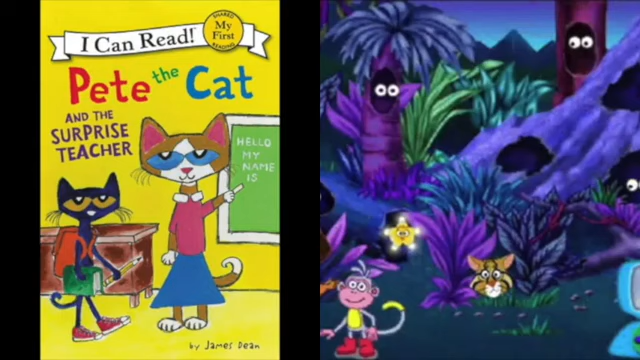 I Can Read!
SHARED
My
First
READING
Pete the Cat
AND THE
SURPRISE
TEACHER
HELLO
MY
NAME
IS
by James Dean